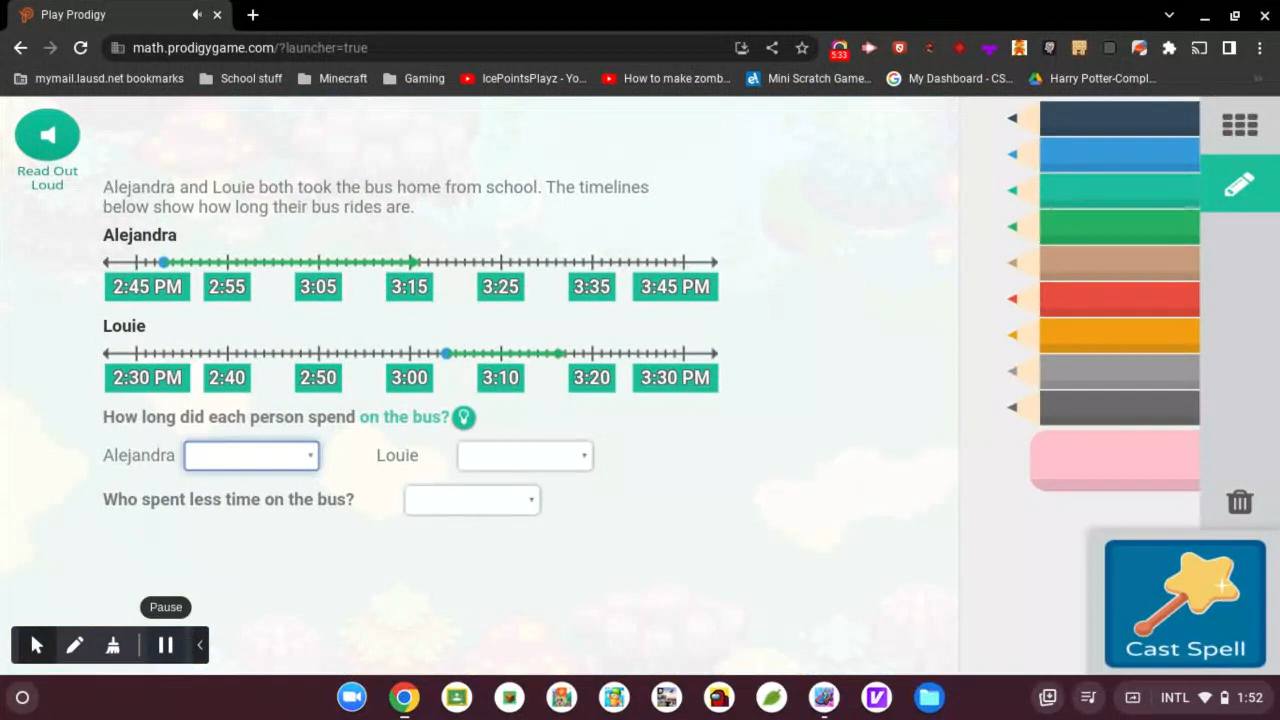 Play Prodigy
math.prodigygame.com/?launcher=true
5:33
mymail.lausd.net bookmarks School stuff Minecraft Gaming IcePointsPlayz - Yo... How to make zomb... Mini Scratch Game... My Dashboard - CS... Harry Potter-Compl...
Read Out
Loud
Alejandra and Louie both took the bus home from school. The timelines
below show how long their bus rides are.
Alejandra
2:45 PM 2:55 3:05 3:15 3:25 3:35 3:45 PM
Louie
2:30 PM 2:40 2:50 3:00 3:10 3:20 3:30 PM
How long did each person spend on the bus?
Alejandra Louie
Who spent less time on the bus?
Pause
Cast Spell
INTL 1:52